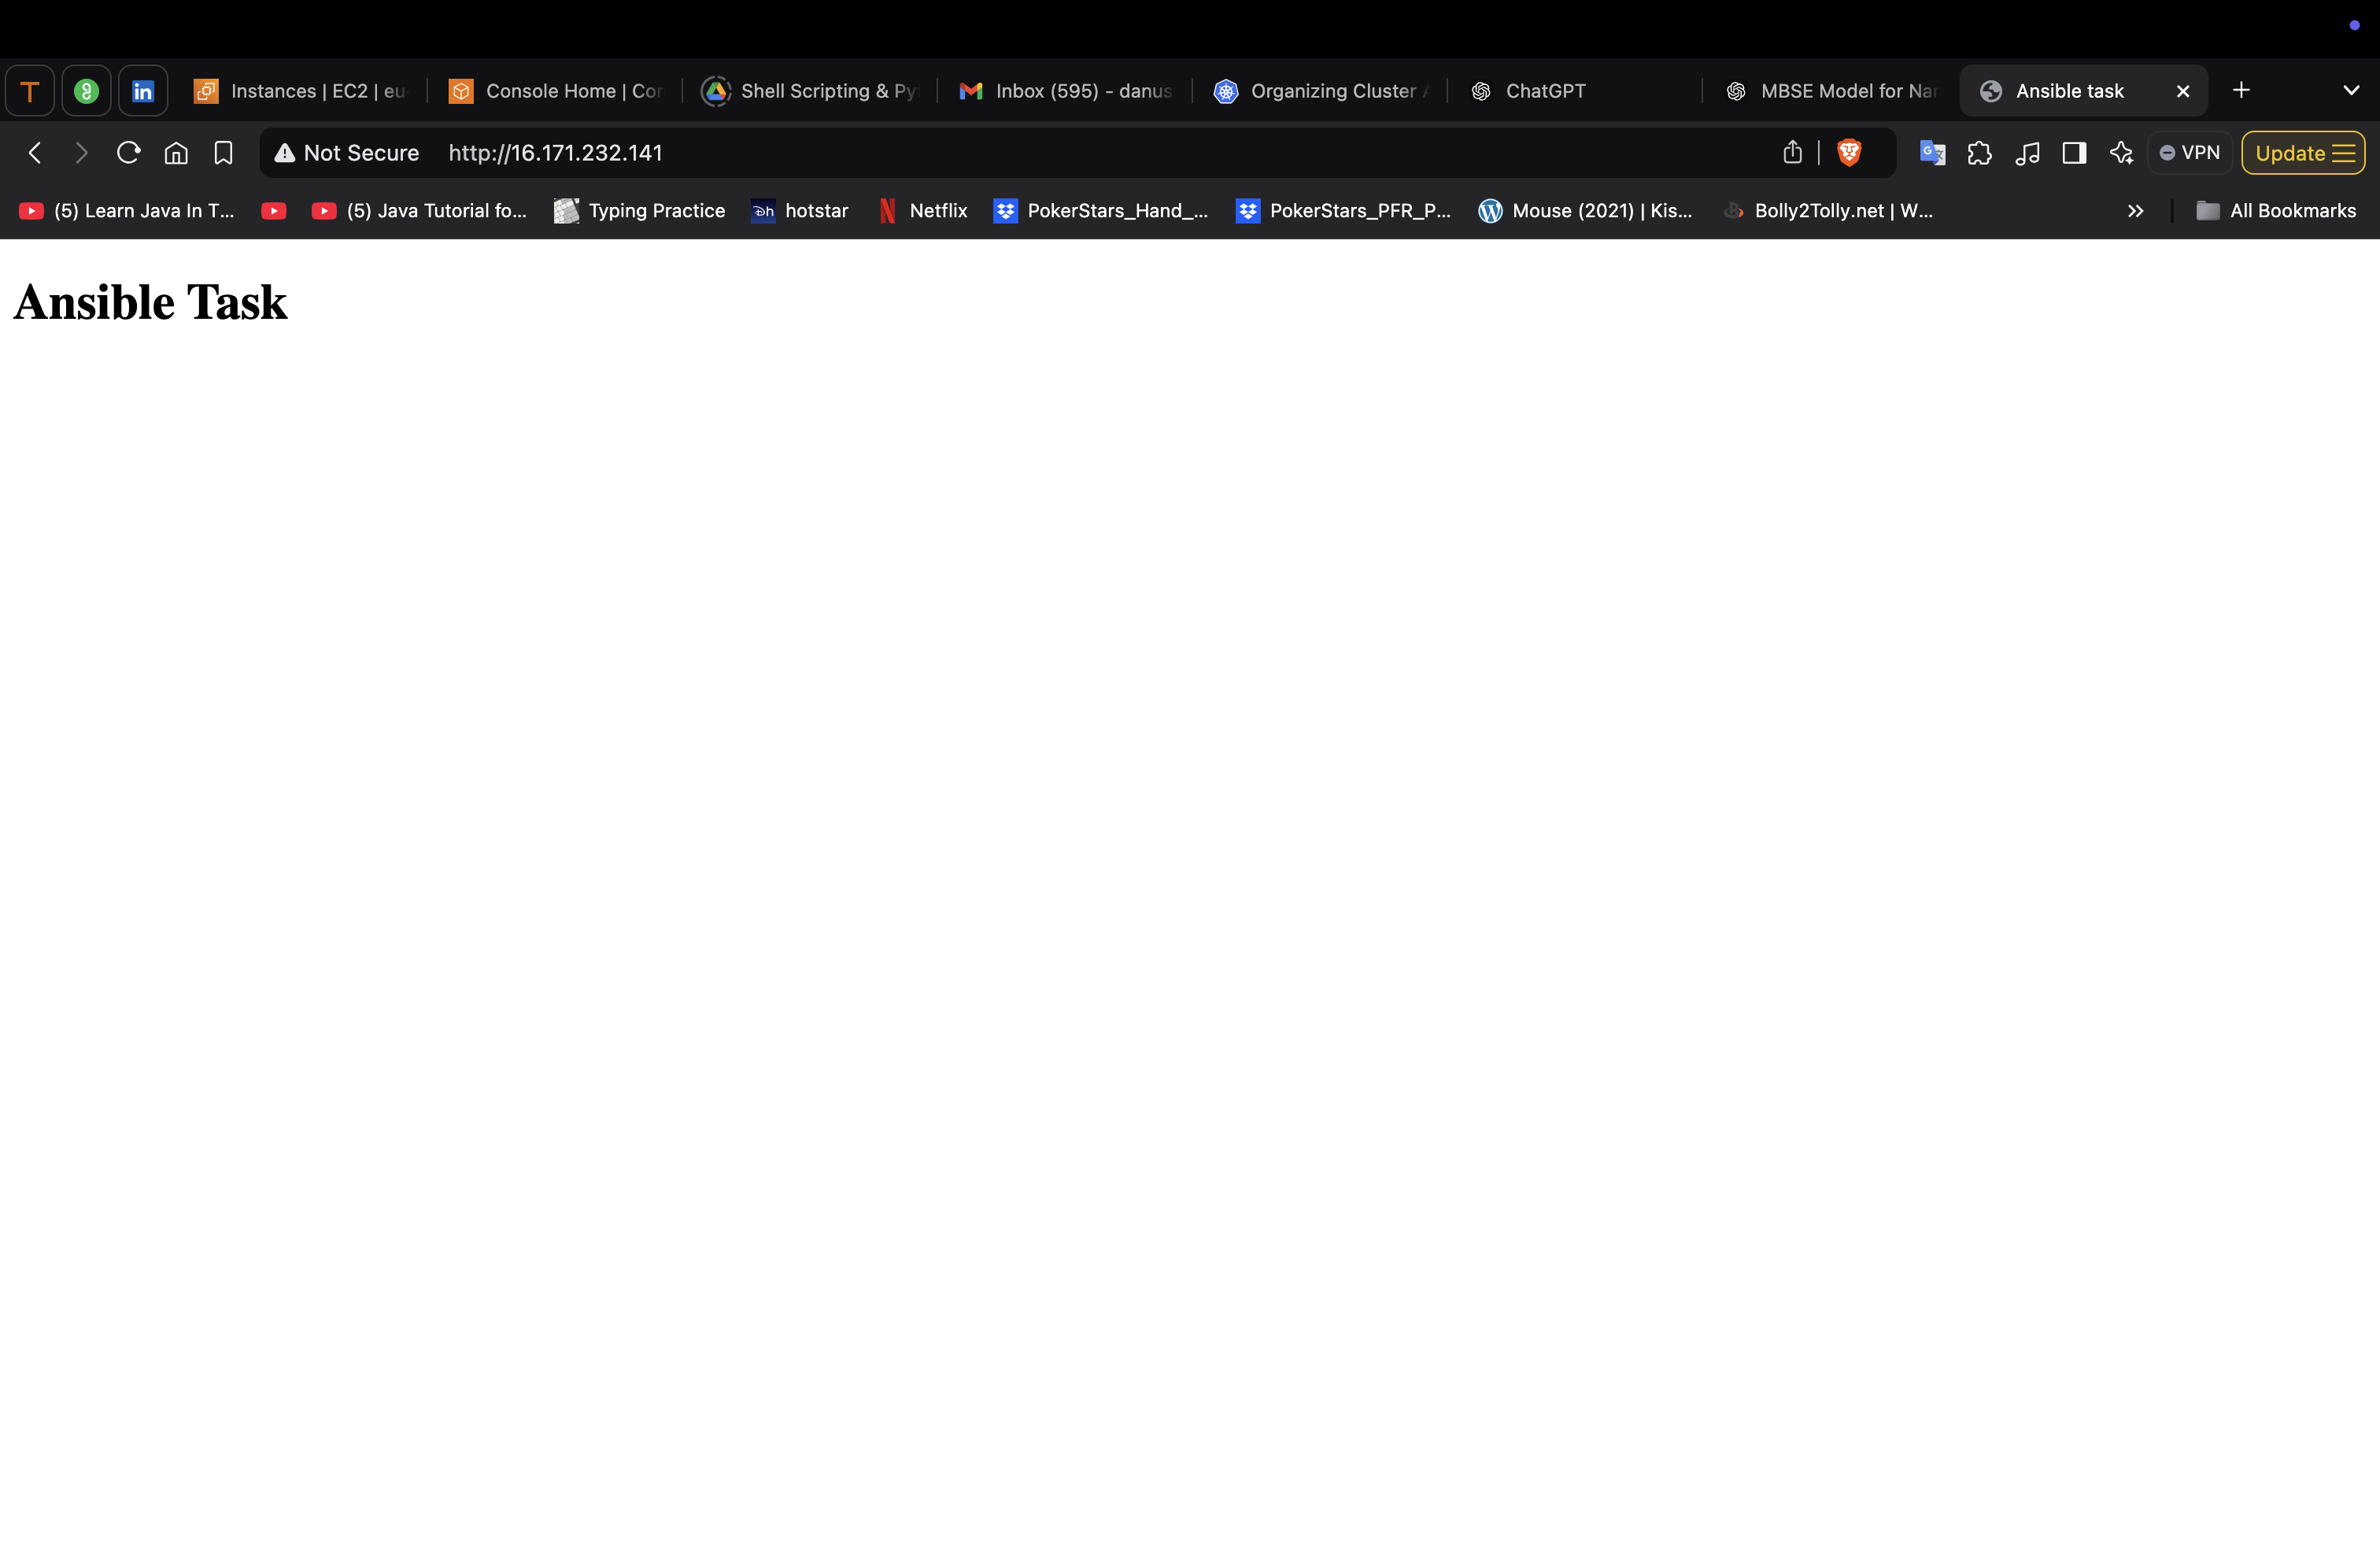 Instances | EC2 | eu-
Console Home | Con
Shell Scripting & Py
Inbox (595) - danus
Organizing Cluster A
ChatGPT
MBSE Model for Nar
Ansible task
Not Secure http://16.171.232.141
VPN
Update
(5) Learn Java In T...
(5) Java Tutorial fo...
Typing Practice
hotstar
Netflix
PokerStars_Hand_...
PokerStars_PFR_P...
Mouse (2021) | Kis...
Bolly2Tolly.net | W...
All Bookmarks
Ansible Task